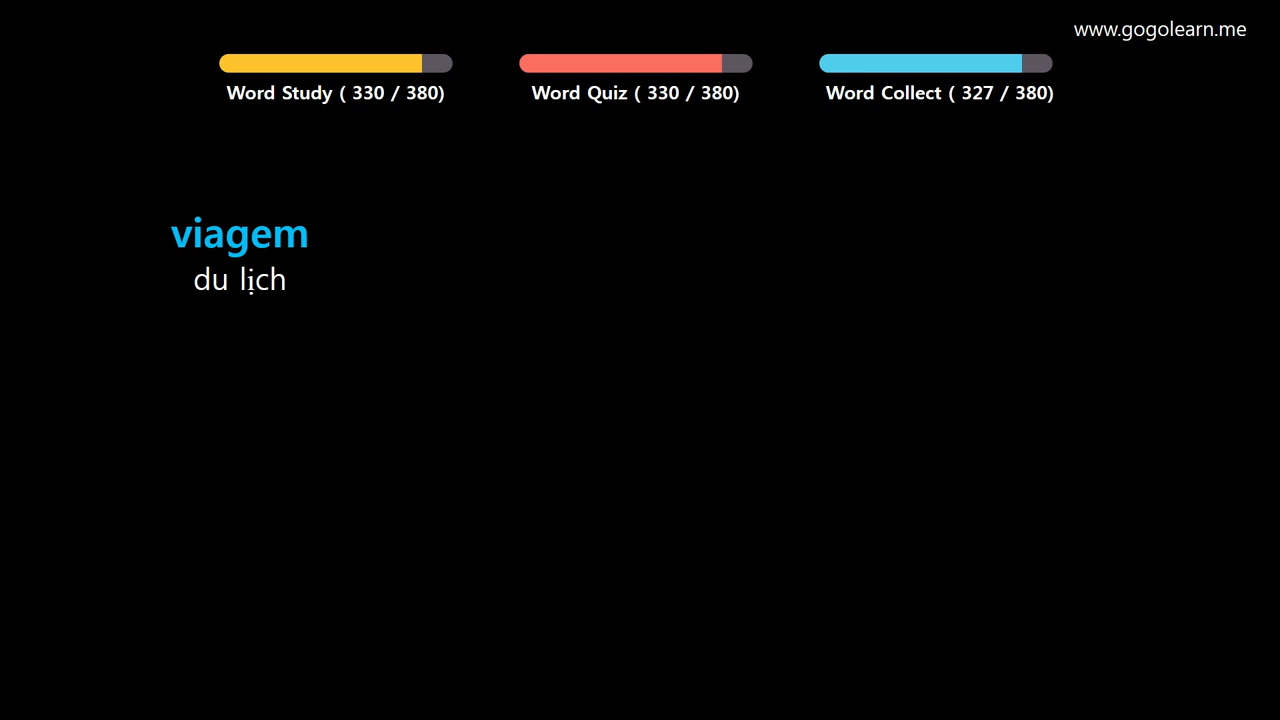 www.gogolearn.me
Word Study ( 330 / 380)
Word Quiz ( 330 / 380)
Word Collect ( 327 / 380)
viagem
du lịch